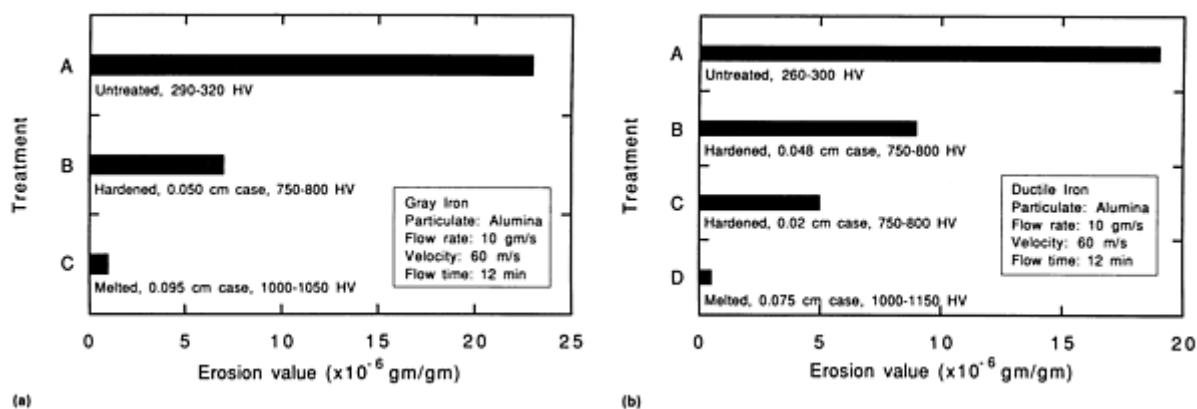 A
Untreated, 290-320 HV
B
Hardened, 0.050 cm case, 750-800 HV
C
Melted, 0.095 cm case, 1000-1050 HV
Treatment
Gray Iron
Particulate: Alumina
Flow rate: 10 gm/s
Velocity: 60 m/s
Flow time: 12 min
0 5 10 15 20 25
Erosion value (x10⁻⁶ gm/gm)
(a)
A
Untreated, 260-300 HV
B
Hardened, 0.048 cm case, 750-800 HV
C
Hardened, 0.02 cm case, 750-800 HV
D
Melted, 0.075 cm case, 1000-1150 HV
Treatment
Ductile Iron
Particulate: Alumina
Flow rate: 10 gm/s
Velocity: 60 m/s
Flow time: 12 min
0 5 10 15 20
Erosion value (x10⁻⁶ gm/gm)
(b)